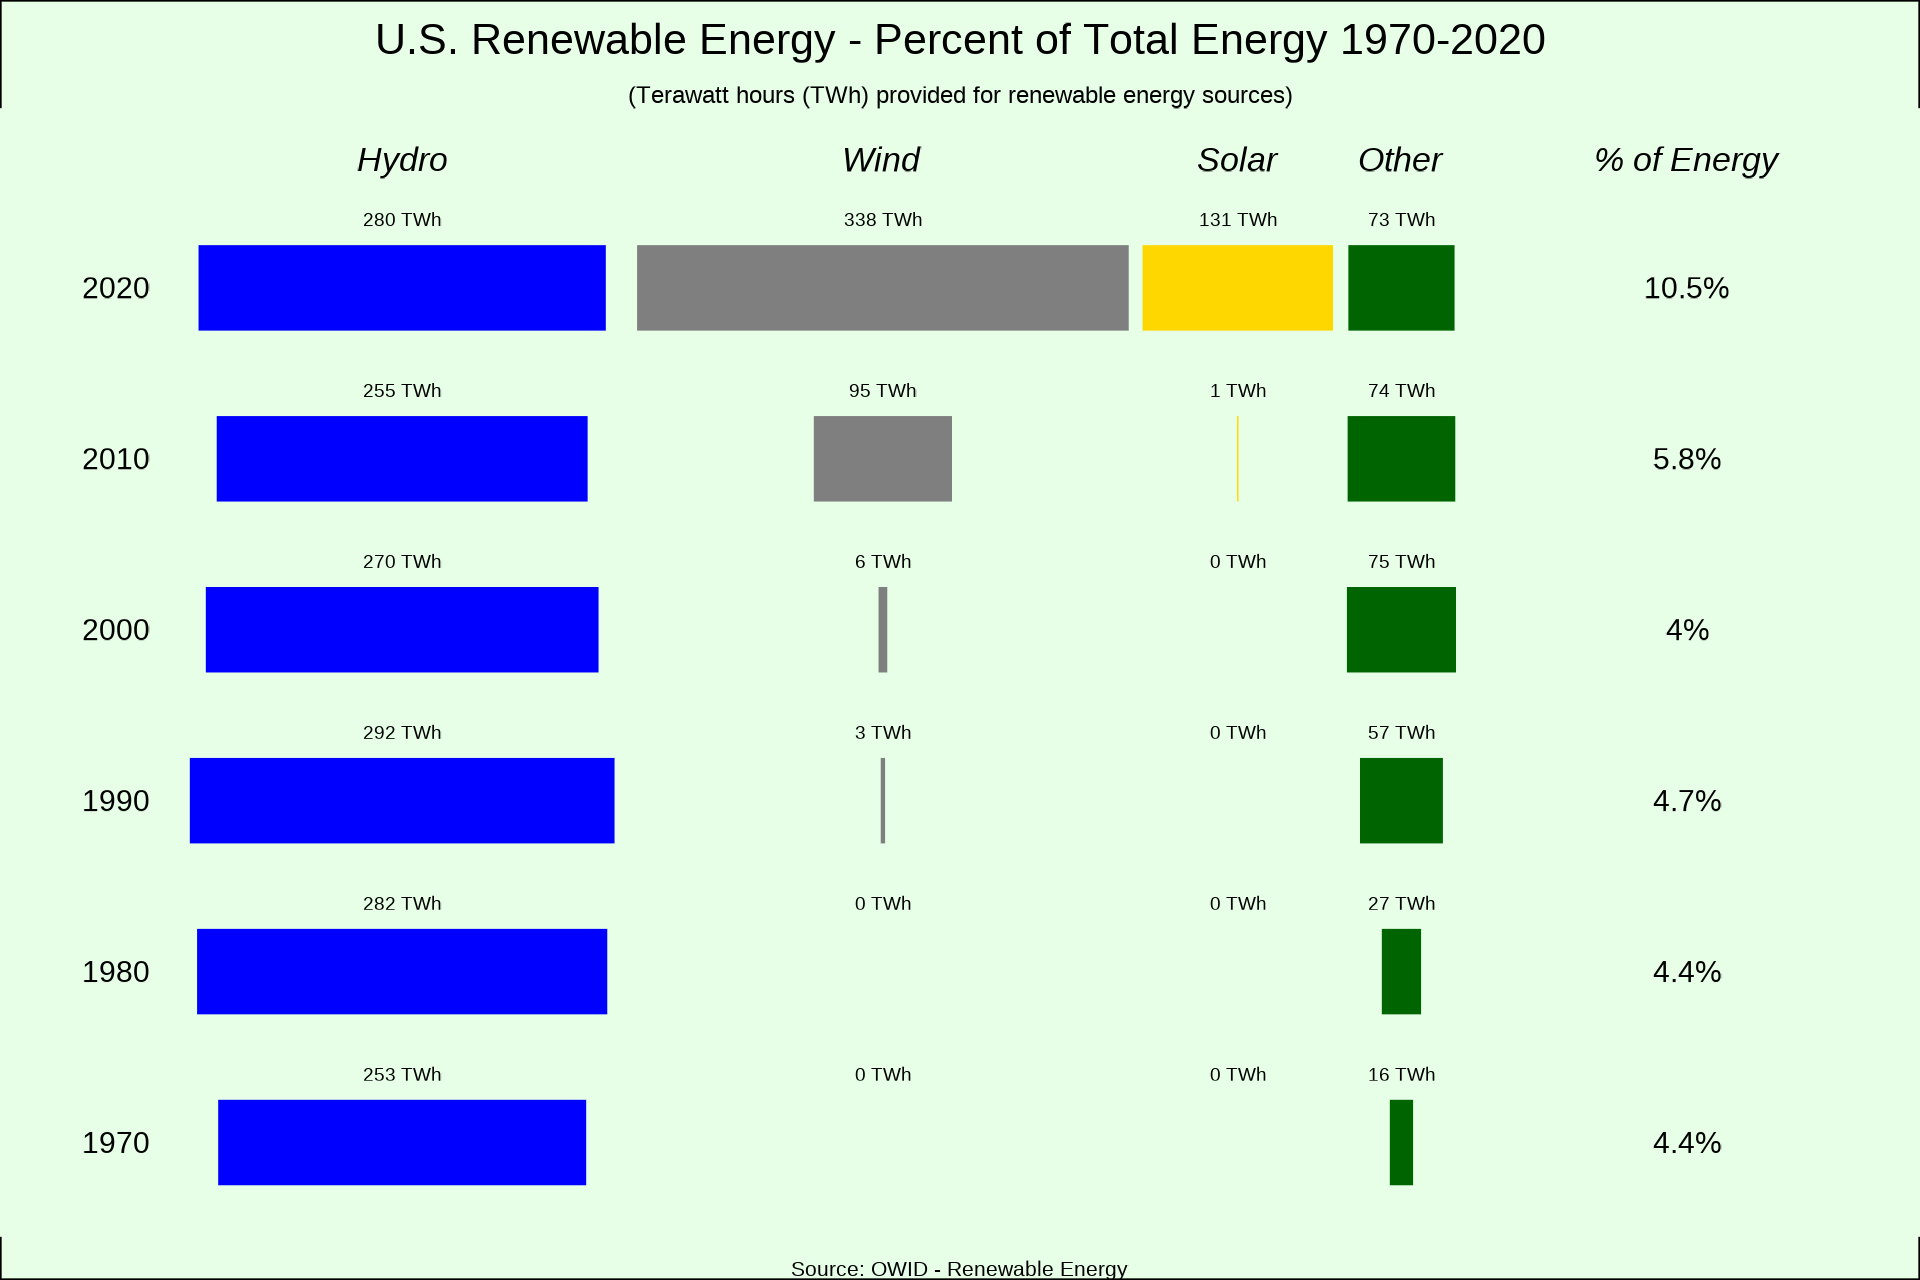 U.S. Renewable Energy - Percent of Total Energy 1970-2020
(Terawatt hours (TWh) provided for renewable energy sources)
Hydro Wind Solar Other % of Energy
280 TWh 338 TWh 131 TWh 73 TWh
2020 10.5%
255 TWh 95 TWh 1 TWh 74 TWh
2010 5.8%
270 TWh 6 TWh 0 TWh 75 TWh
2000 4%
292 TWh 3 TWh 0 TWh 57 TWh
1990 4.7%
282 TWh 0 TWh 0 TWh 27 TWh
1980 4.4%
253 TWh 0 TWh 0 TWh 16 TWh
1970 4.4%
Source: OWID - Renewable Energy